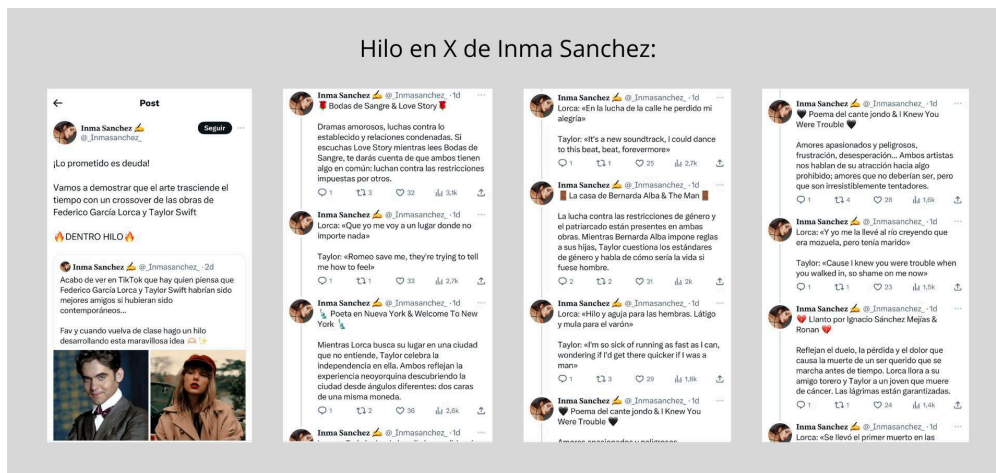 Hilo en X de Inma Sanchez:
Post
Inma Sanchez ✍️
@_Inmasanchez_
Seguir
¡Lo prometido es deuda!
Vamos a demostrar que el arte trasciende el
tiempo con un crossover de las obras de
Federico García Lorca y Taylor Swift
🔥DENTRO HILO🔥
Inma Sanchez ✍️ @_Inmasanchez_ · 2d
Acabo de ver en TikTok que hay quien piensa que
Federico García Lorca y Taylor Swift habrían sido
mejores amigos si hubieran sido
contemporáneos...
Fav y cuando vuelva de clase hago un hilo
desarrollando esta maravillosa idea 🫶🏻✨
Inma Sanchez ✍️ @_Inmasanchez_ · 1d
🌹Bodas de Sangre & Love Story🌹
Dramas amorosos, luchas contra lo
establecido y relaciones condenadas. Si
escuchas Love Story mientras lees Bodas de
Sangre, te darás cuenta de que ambos tienen
algo en común: luchan contra las restricciones
impuestas por otros.
1 3 32 3,1k
Inma Sanchez ✍️ @_Inmasanchez_ · 1d
Lorca: «Que yo me voy a un lugar donde no
importe nada»
Taylor: «Romeo save me, they're trying to tell
me how to feel»
1 1 33 2,7k
Inma Sanchez ✍️ @_Inmasanchez_ · 1d
🗽 Poeta en Nueva York & Welcome To New
York 🗽
Mientras Lorca busca su lugar en una ciudad
que no entiende, Taylor celebra la
independencia en ella. Ambos reflejan la
experiencia neoyorquina descubriendo la
ciudad desde ángulos diferentes: dos caras
de una misma moneda.
1 2 36 2,6k
Inma Sanchez ✍️ @_Inmasanchez_ · 1d
Inma Sanchez ✍️ @_Inmasanchez_ · 1d
Lorca: «En la lucha de la calle he perdido mi
alegría»
Taylor: «It's a new soundtrack, I could dance
to this beat, beat, forevermore»
1 1 25 2,7k
Inma Sanchez ✍️ @_Inmasanchez_ · 1d
🚪La casa de Bernarda Alba & The Man🚪
La lucha contra las restricciones de género y
el patriarcado están presentes en ambas
obras. Mientras Bernarda Alba impone reglas
a sus hijas, Taylor cuestiona los estándares
de género y habla de cómo sería la vida si
fuese hombre.
2 2 31 2k
Inma Sanchez ✍️ @_Inmasanchez_ · 1d
Lorca: «Hilo y aguja para las hembras. Látigo
y mula para el varón»
Taylor: «I'm so sick of running as fast as I can,
wondering if I'd get there quicker if I was a
man»
1 3 29 1,8k
Inma Sanchez ✍️ @_Inmasanchez_ · 1d
🖤 Poema del cante jondo & I Knew You
Were Trouble 🖤
Amores apasionados y peligrosos,
Inma Sanchez ✍️ @_Inmasanchez_ · 1d
🖤 Poema del cante jondo & I Knew You
Were Trouble 🖤
Amores apasionados y peligrosos,
frustración, desesperación... Ambos artistas
nos hablan de su atracción hacia algo
prohibido; amores que no deberían ser, pero
que son irresistiblemente tentadores.
1 4 28 1,6k
Inma Sanchez ✍️ @_Inmasanchez_ · 1d
Lorca: «Y yo me la llevé al río creyendo que
era mozuela, pero tenía marido»
Taylor: «Cause I knew you were trouble when
you walked in, so shame on me now»
1 1 23 1,5k
Inma Sanchez ✍️ @_Inmasanchez_ · 1d
💔 Llanto por Ignacio Sánchez Mejías &
Ronan 💔
Reflejan el duelo, la pérdida y el dolor que
causa la muerte de un ser querido que se
marcha antes de tiempo. Lorca llora a su
amigo torero y Taylor a un joven que muere
de cáncer. Las lágrimas están garantizadas.
1 1 24 1,4k
Inma Sanchez ✍️ @_Inmasanchez_ · 1d
Lorca: «Se llevó el primer muerto en las